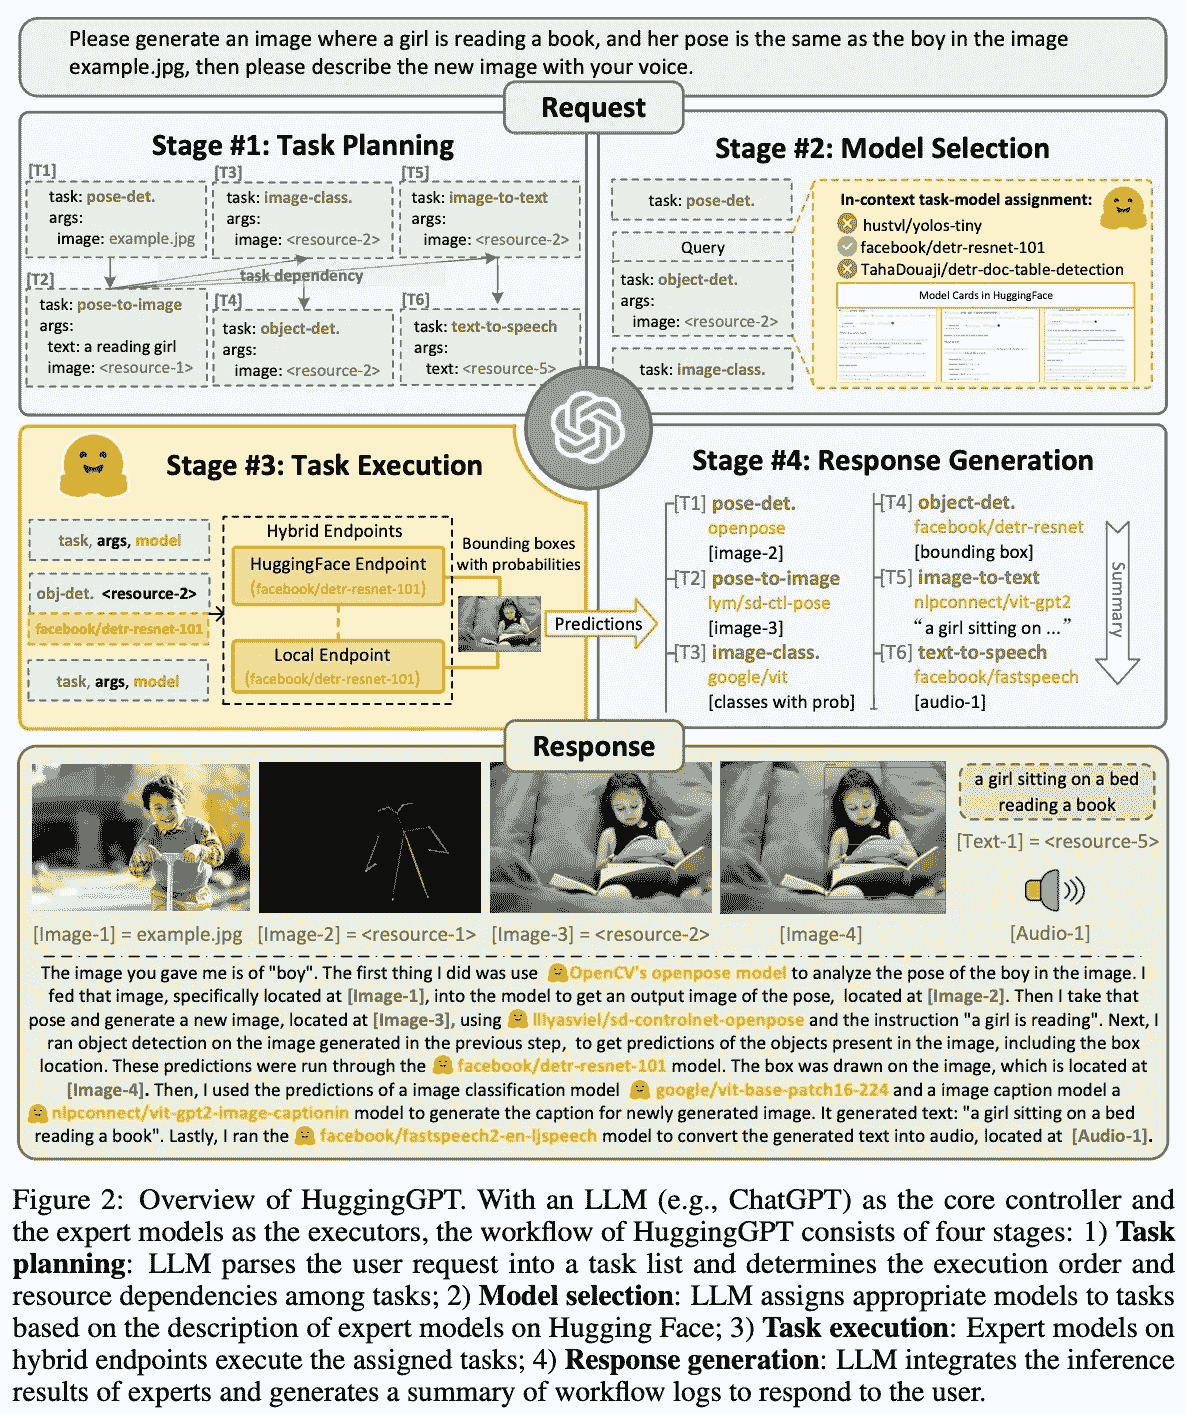 Please generate an image where a girl is reading a book, and her pose is the same as the boy in the image
example.jpg, then please describe the new image with your voice.
Request
Stage #1: Task Planning
[T1]
task: pose-det.
args:
image: example.jpg
[T3]
task: image-class.
args:
image: <resource-2>
[T5]
task: image-to-text
args:
image: <resource-2>
task dependency
[T2]
task: pose-to-image
args:
text: a reading girl
image: <resource-1>
[T4]
task: object-det.
args:
image: <resource-2>
[T6]
task: text-to-speech
args:
text: <resource-5>
Stage #2: Model Selection
task: pose-det.
Query
task: object-det.
args:
image: <resource-2>
task: image-class.
In-context task-model assignment:
hustvl/yolos-tiny
facebook/detr-resnet-101
TahaDouaji/detr-doc-table-detection
Model Cards in HuggingFace
Stage #3: Task Execution
task, args, model
obj-det. <resource-2>
facebook/detr-resnet-101
task, args, model
Hybrid Endpoints
HuggingFace Endpoint
(facebook/detr-resnet-101)
Local Endpoint
(facebook/detr-resnet-101)
Bounding boxes
with probabilities
Predictions
Stage #4: Response Generation
[T1] pose-det.
openpose
[image-2]
[T2] pose-to-image
lym/sd-ctl-pose
[image-3]
[T3] image-class.
google/vit
[classes with prob]
[T4] object-det.
facebook/detr-resnet
[bounding box]
[T5] image-to-text
nlpconnect/vit-gpt2
“a girl sitting on ...”
[T6] text-to-speech
facebook/fastspeech
[audio-1]
Summary
Response
a girl sitting on a bed
reading a book
[Text-1] = <resource-5>
[Image-1] = example.jpg
[Image-2] = <resource-1>
[Image-3] = <resource-2>
[Image-4]
[Audio-1]
The image you gave me is of "boy". The first thing I did was use OpenCV's openpose model to analyze the pose of the boy in the image. I
fed that image, specifically located at [Image-1], into the model to get an output image of the pose, located at [Image-2]. Then I take that
pose and generate a new image, located at [Image-3], using lllyasviel/sd-controlnet-openpose and the instruction "a girl is reading". Next, I
ran object detection on the image generated in the previous step, to get predictions of the objects present in the image, including the box
location. These predictions were run through the facebook/detr-resnet-101 model. The box was drawn on the image, which is located at
[Image-4]. Then, I used the predictions of a image classification model google/vit-base-patch16-224 and a image caption model a
nlpconnect/vit-gpt2-image-captionin model to generate the caption for newly generated image. It generated text: "a girl sitting on a bed
reading a book". Lastly, I ran the facebook/fastspeech2-en-ljspeech model to convert the generated text into audio, located at [Audio-1].
Figure 2: Overview of HuggingGPT. With an LLM (e.g., ChatGPT) as the core controller and
the expert models as the executors, the workflow of HuggingGPT consists of four stages: 1) Task
planning: LLM parses the user request into a task list and determines the execution order and
resource dependencies among tasks; 2) Model selection: LLM assigns appropriate models to tasks
based on the description of expert models on Hugging Face; 3) Task execution: Expert models on
hybrid endpoints execute the assigned tasks; 4) Response generation: LLM integrates the inference
results of experts and generates a summary of workflow logs to respond to the user.